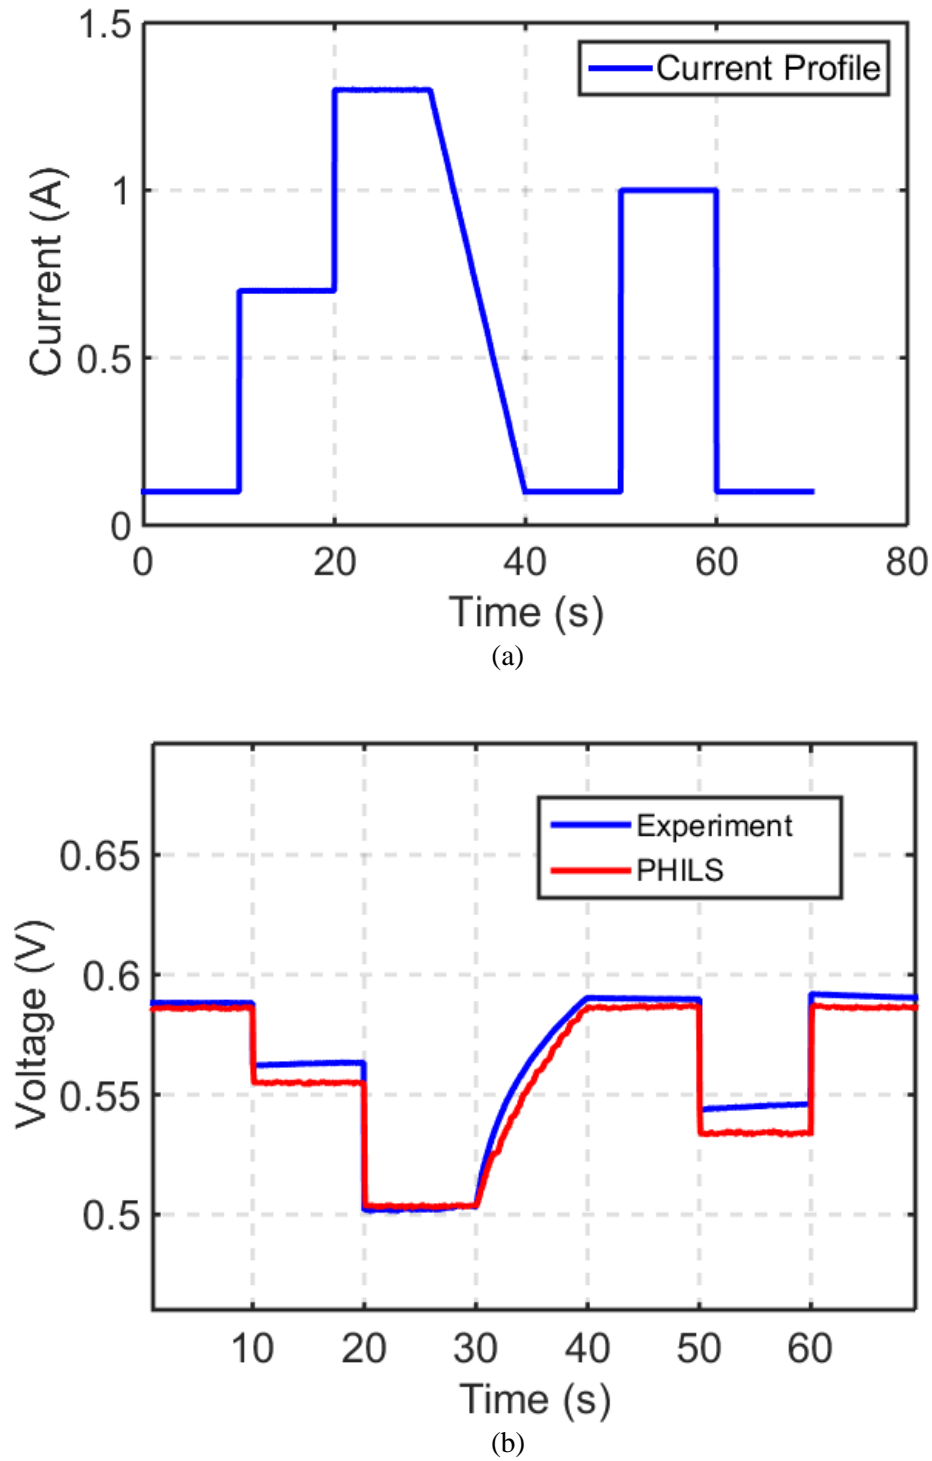 1.5
Current Profile
1
Current (A)
0.5
0
0 20 40 60 80
Time (s)
(a)
Experiment
PHILS
0.65
0.6
Voltage (V)
0.55
0.5
10 20 30 40 50 60
Time (s)
(b)